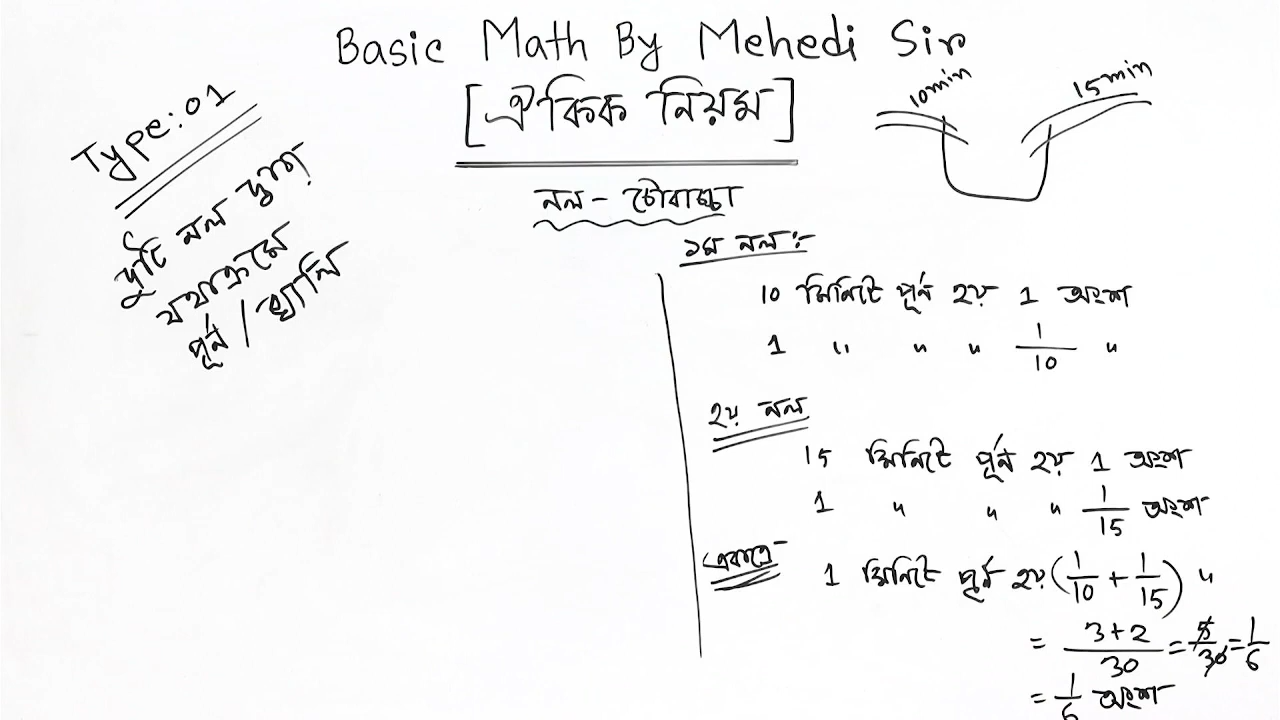 Basic Math By Mehedi Sir
[ঐকিক নিয়ম]
নল - চৌবাচ্চা
Type: 01
দুটি নল দ্বারা
যথাক্রমে
পূর্ন / খালি
10min
15min
১ম নল:-
10 মিনিটে পূর্ন হয় 1 অংশ
1 " " " 1/10 "
২য় নল
15 মিনিটে পূর্ন হয় 1 অংশ
1 " " " 1/15 অংশ
একত্রে-
1 মিনিটে পূর্ন হয় (1/10 + 1/15) "
= 3+2/30 = 5/30 = 1/6
= 1/6 অংশ